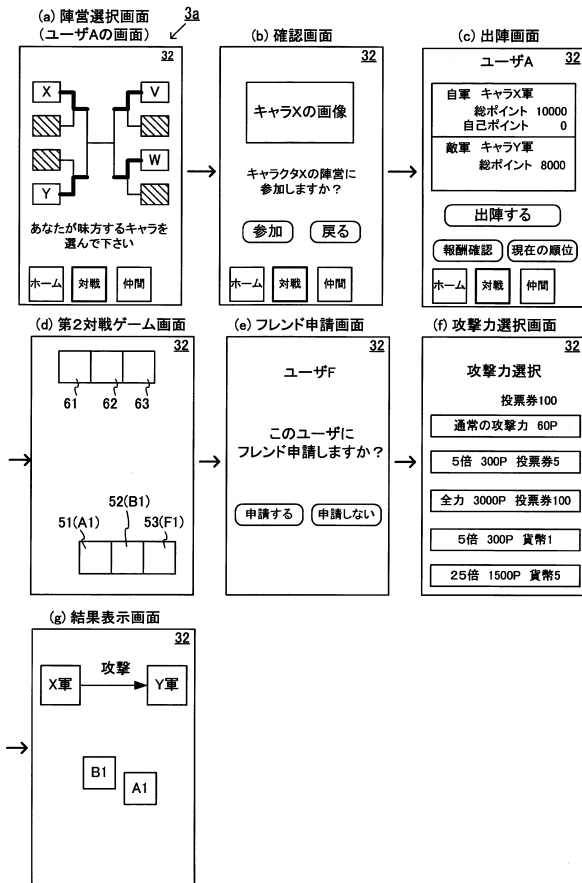 (a) 陣営選択画面
(ユーザAの画面)
3a
32
X
V
W
Y
あなたが味方するキャラを
選んで下さい
ホーム 対戦 仲間
(b) 確認画面
32
キャラXの画像
キャラクタXの陣営に
参加しますか？
参加 戻る
ホーム 対戦 仲間
(c) 出陣画面
32
ユーザA
自軍 キャラX軍
総ポイント 10000
自己ポイント 0
敵軍 キャラY軍
総ポイント 8000
出陣する
報酬確認 現在の順位
ホーム 対戦 仲間
(d) 第2対戦ゲーム画面
32
61 62 63
52(B1)
51(A1) 53(F1)
(e) フレンド申請画面
32
ユーザF
このユーザに
フレンド申請しますか？
申請する 申請しない
(f) 攻撃力選択画面
32
攻撃力選択
投票券100
通常の攻撃力 60P
5倍 300P 投票券5
全力 3000P 投票券100
5倍 300P 貨幣1
25倍 1500P 貨幣5
(g) 結果表示画面
32
X軍 攻撃 Y軍
B1
A1